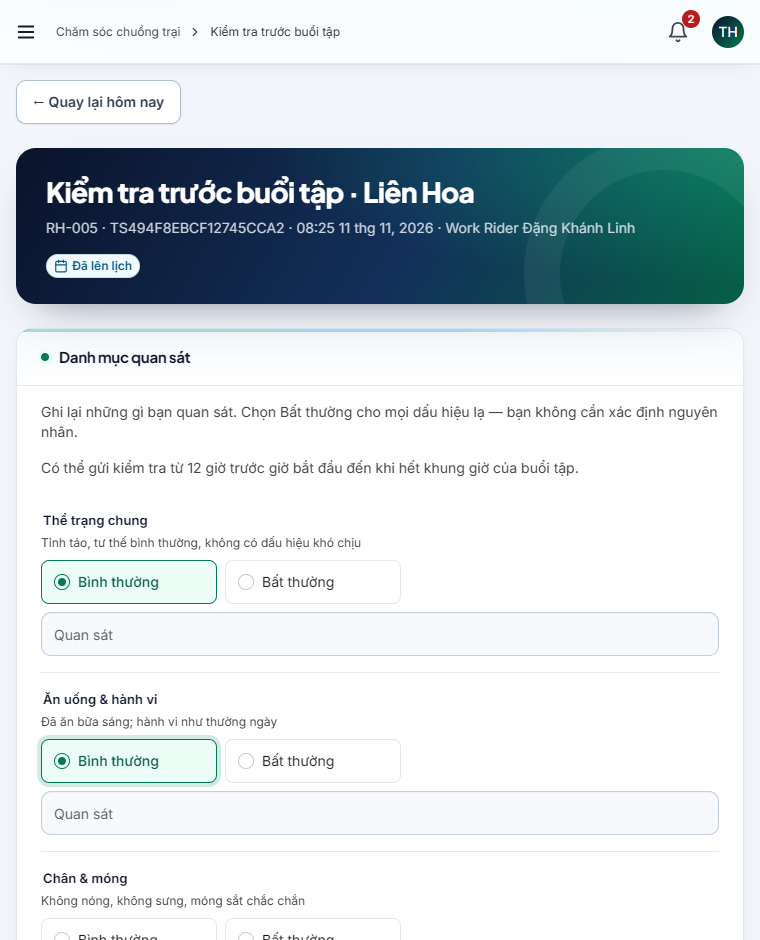 Chăm sóc chuồng trại > Kiểm tra trước buổi tập
2
TH
← Quay lại hôm nay
Kiểm tra trước buổi tập · Liên Hoa
RH-005 · TS494F8EBCF12745CCA2 · 08:25 11 thg 11, 2026 · Work Rider Đặng Khánh Linh
Đã lên lịch
Danh mục quan sát
Ghi lại những gì bạn quan sát. Chọn Bất thường cho mọi dấu hiệu lạ — bạn không cần xác định nguyên
nhân.
Có thể gửi kiểm tra từ 12 giờ trước giờ bắt đầu đến khi hết khung giờ của buổi tập.
Thể trạng chung
Tỉnh táo, tư thế bình thường, không có dấu hiệu khó chịu
Bình thường
Bất thường
Quan sát
Ăn uống & hành vi
Đã ăn bữa sáng; hành vi như thường ngày
Bình thường
Bất thường
Quan sát
Chân & móng
Không nóng, không sưng, móng sắt chắc chắn
Bình thường
Bất thường